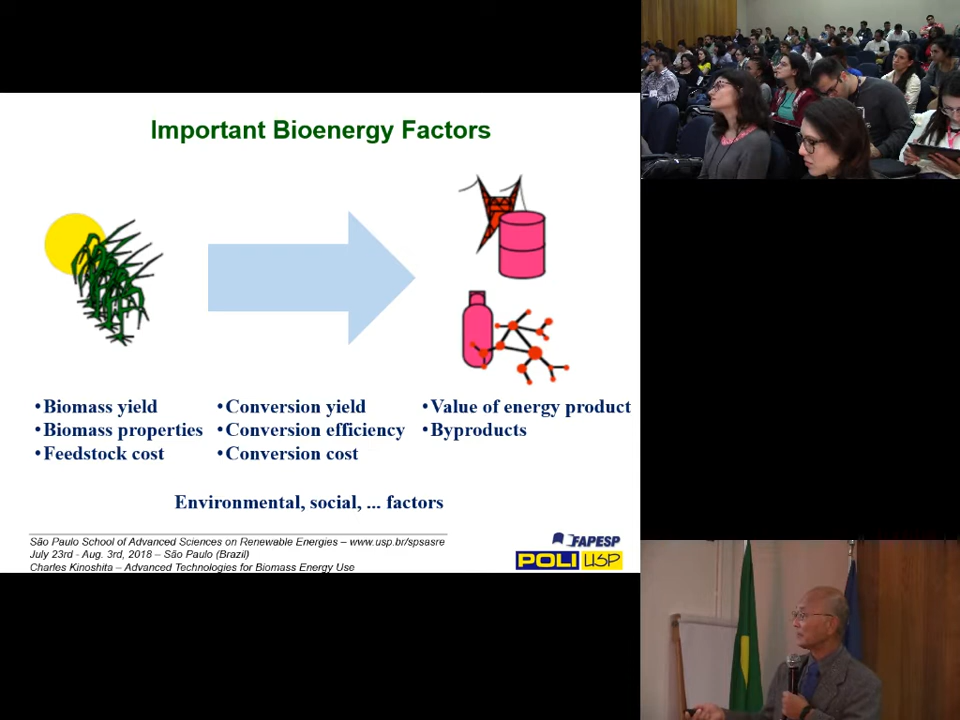 Important Bioenergy Factors
•Biomass yield
•Biomass properties
•Feedstock cost
•Conversion yield
•Conversion efficiency
•Conversion cost
•Value of energy product
•Byproducts
Environmental, social, ... factors
São Paulo School of Advanced Sciences on Renewable Energies – www.usp.br/spsasre
July 23rd - Aug. 3rd, 2018 – São Paulo (Brazil)
Charles Kinoshita – Advanced Technologies for Biomass Energy Use
FAPESP
POLI USP